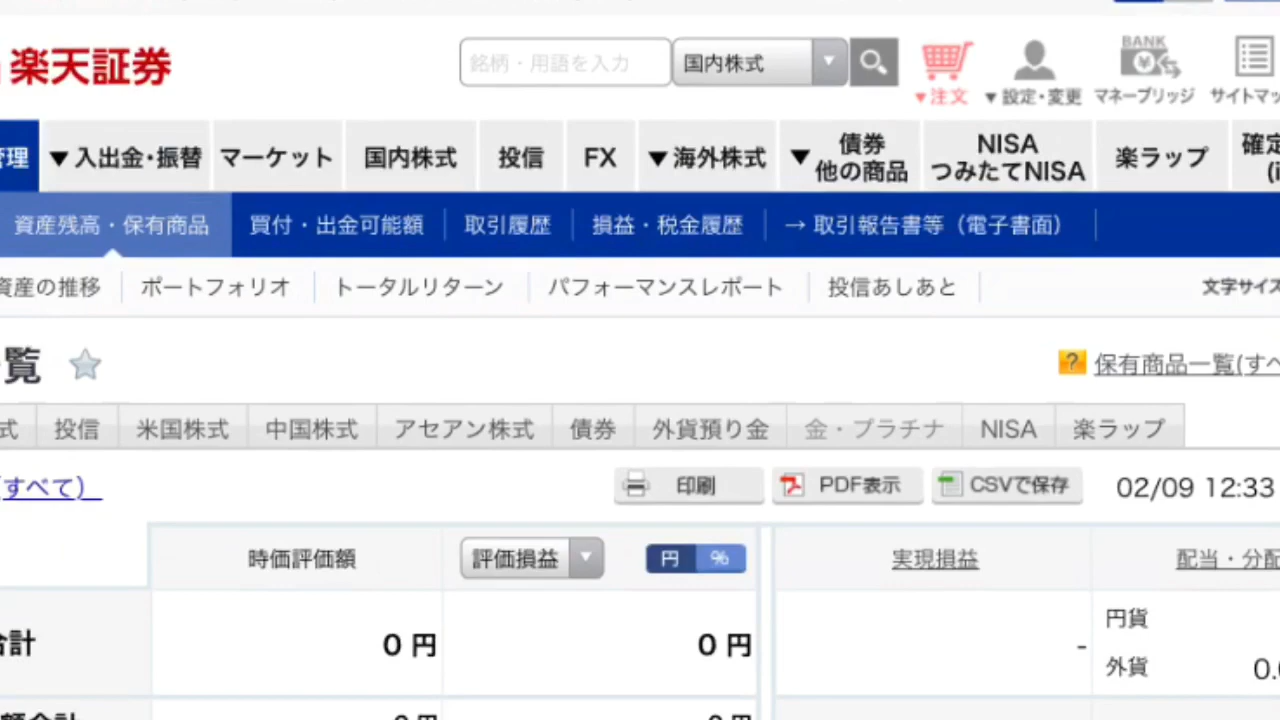 楽天証券
銘柄・用語を入力 国内株式
▼注文 ▼設定・変更 マネーブリッジ サイトマッ
BANK
管理 ▼入出金・振替 マーケット 国内株式 投信 FX ▼海外株式 ▼債券 他の商品 NISA つみたてNISA 楽ラップ 確定
資産残高・保有商品 買付・出金可能額 取引履歴 損益・税金履歴 → 取引報告書等（電子書面）
資産の推移 ポートフォリオ トータルリターン パフォーマンスレポート 投信あしあと 文字サイズ
覧 ? 保有商品一覧(すべ
式 投信 米国株式 中国株式 アセアン株式 債券 外貨預り金 金・プラチナ NISA 楽ラップ
すべて) 印刷 PDF表示 CSVで保存 02/09 12:33
時価評価額 評価損益 円 % 実現損益 配当・分配
合計 0 円 0 円 - 円貨
外貨 0.